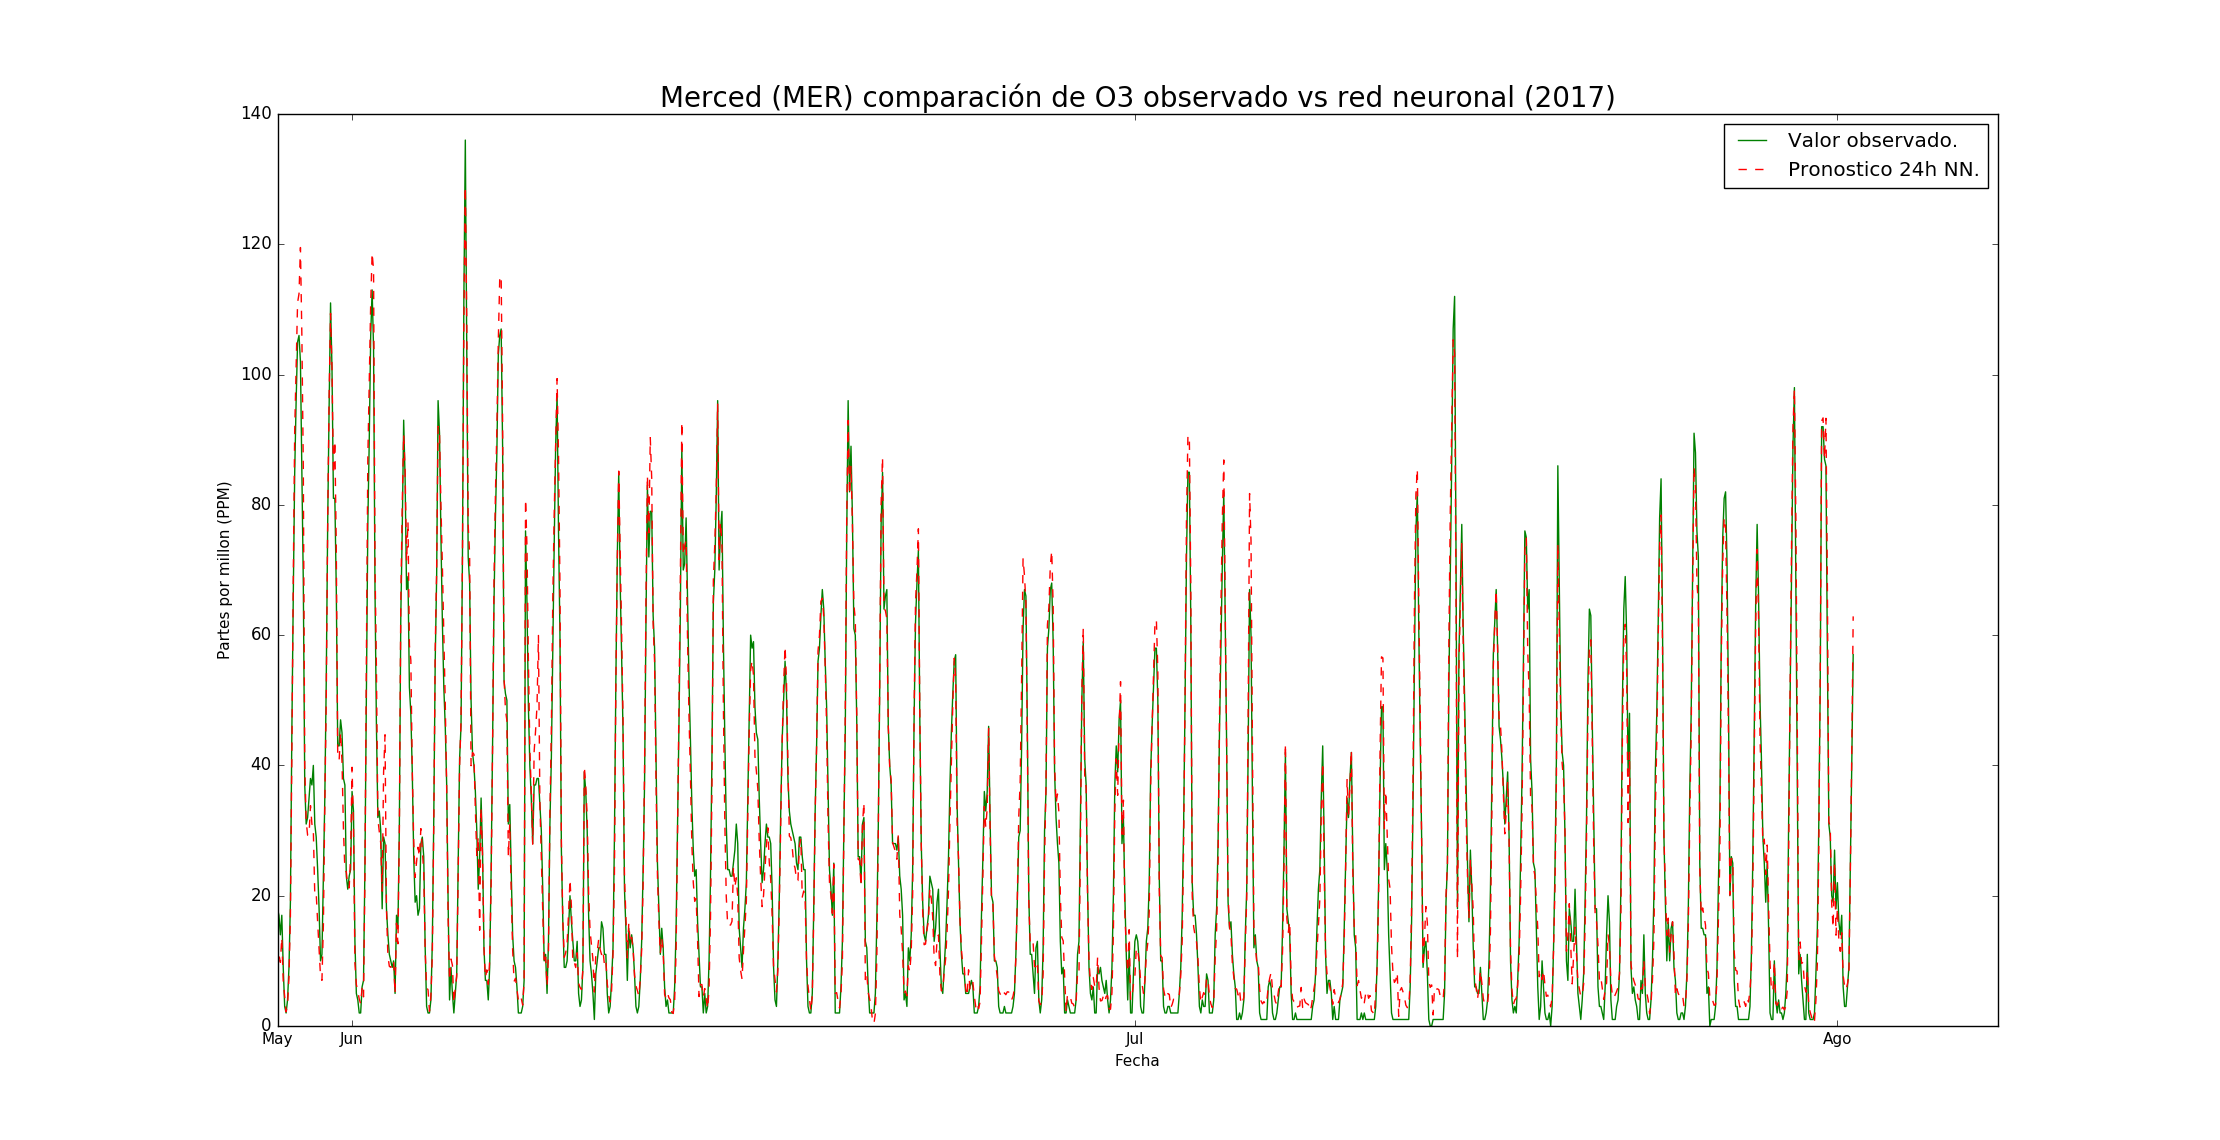 Merced (MER) comparación de O3 observado vs red neuronal (2017)
Valor observado.
Pronostico 24h NN.
Partes por millon (PPM)
140
120
100
80
60
40
20
0
May Jun Jul Ago
Fecha